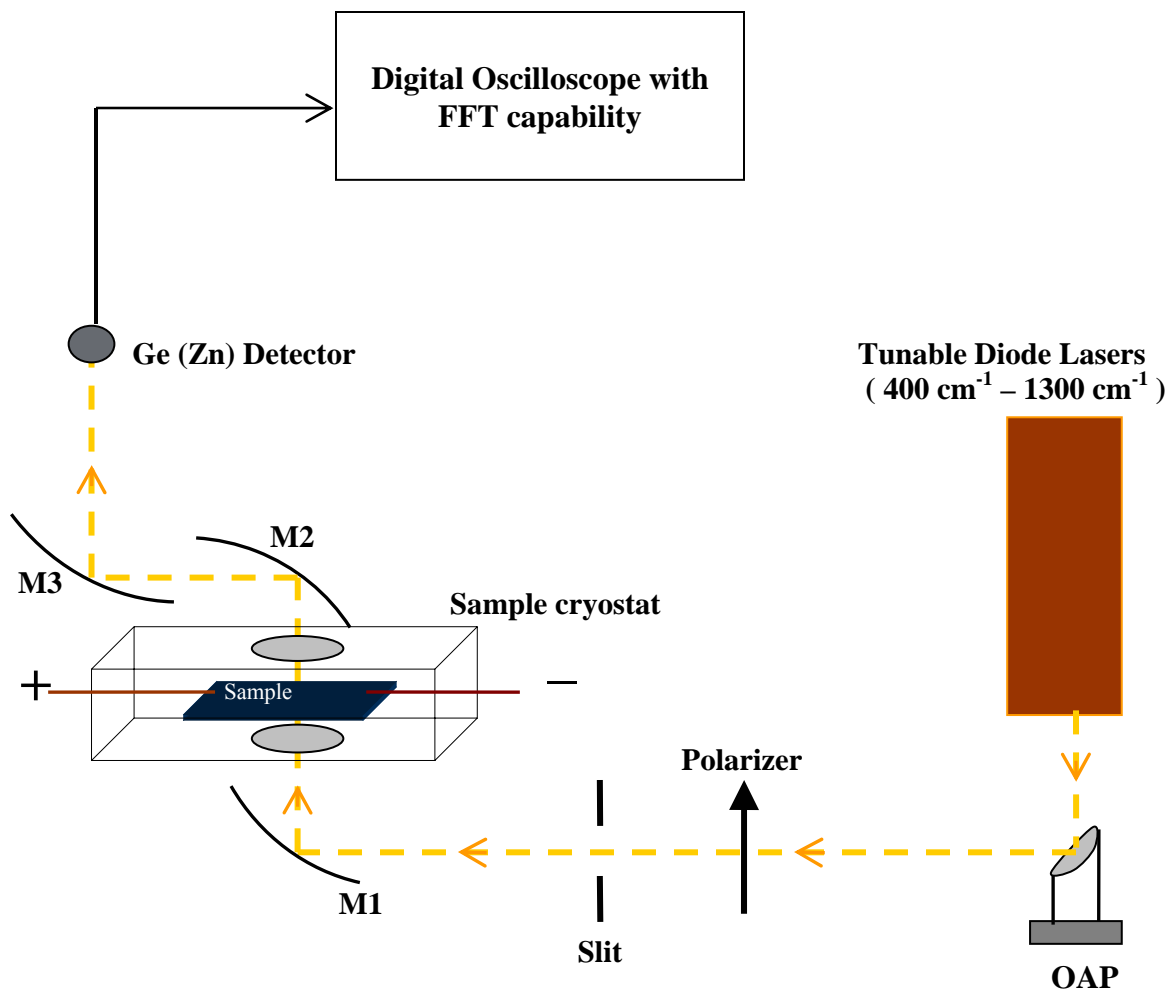 Digital Oscilloscope with
FFT capability
Ge (Zn) Detector
Tunable Diode Lasers
( 400 cm⁻¹ – 1300 cm⁻¹ )
M2
M3
Sample cryostat
+
Sample
–
Polarizer
M1
Slit
OAP